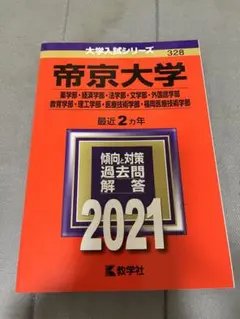 大学入試シリーズ
328
帝京大学
薬学部・経済学部・法学部・文学部・外国語学部
教育学部・理工学部・医療技術学部・福岡医療技術学部
最近2ヵ年
傾向と対策
過去問
解答
2021
教学社